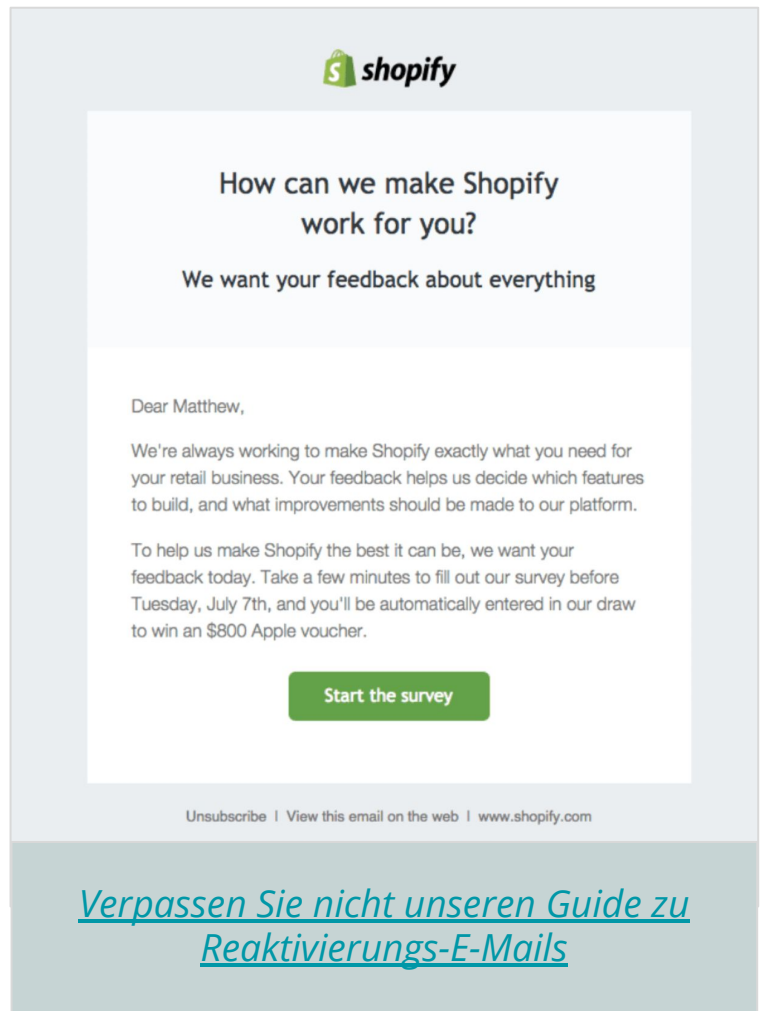 shopify
How can we make Shopify
work for you?
We want your feedback about everything
Dear Matthew,
We're always working to make Shopify exactly what you need for
your retail business. Your feedback helps us decide which features
to build, and what improvements should be made to our platform.
To help us make Shopify the best it can be, we want your
feedback today. Take a few minutes to fill out our survey before
Tuesday, July 7th, and you'll be automatically entered in our draw
to win an $800 Apple voucher.
Start the survey
Unsubscribe | View this email on the web | www.shopify.com
Verpassen Sie nicht unseren Guide zu
Reaktivierungs-E-Mails